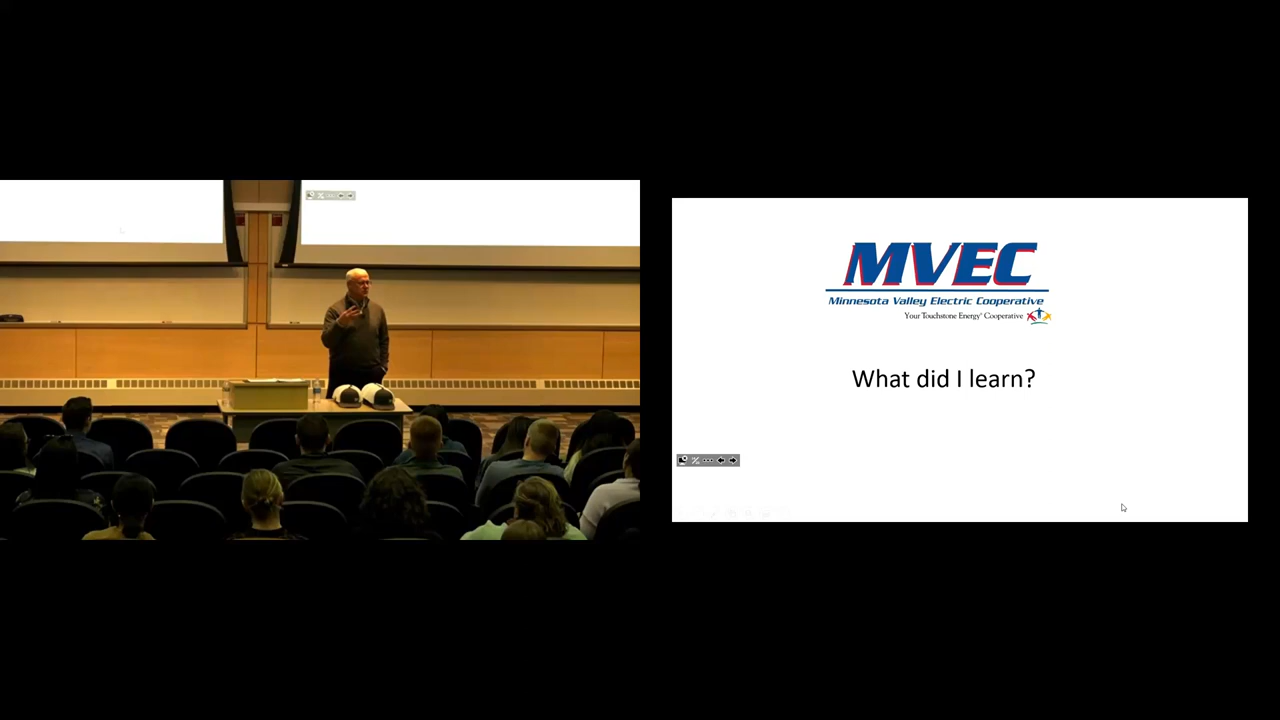 MVEC
Minnesota Valley Electric Cooperative
Your Touchstone Energy® Cooperative
What did I learn?